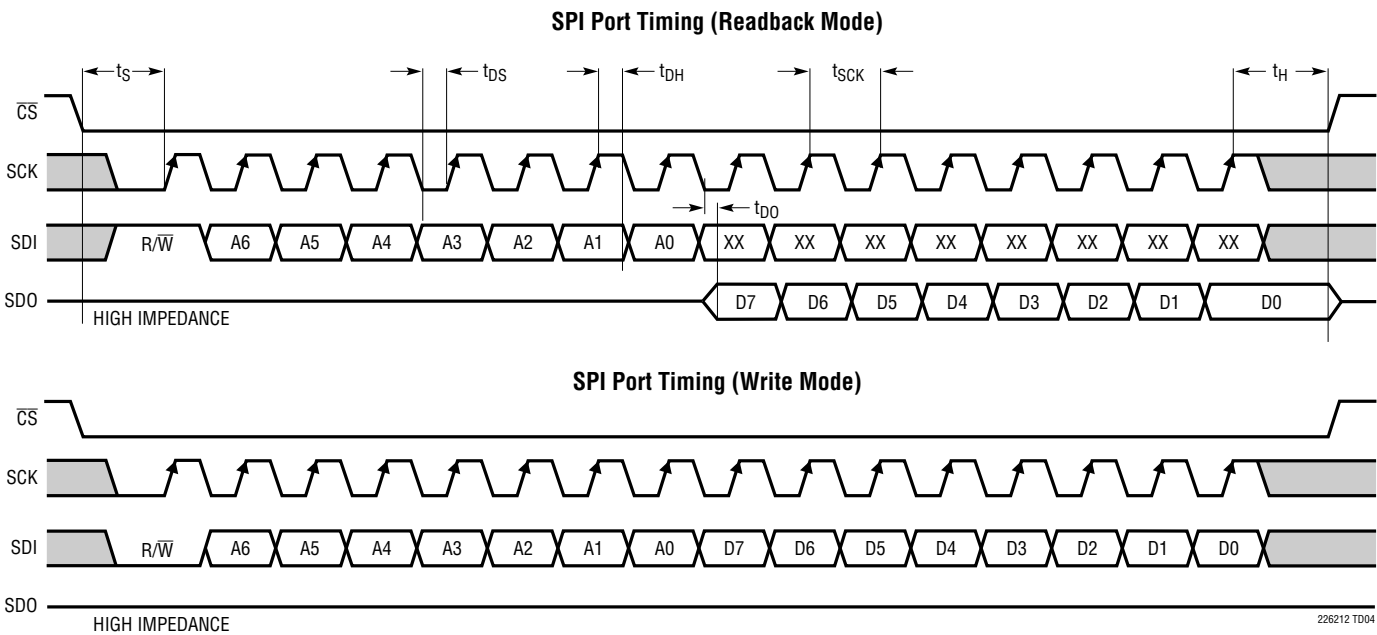 SPI Port Timing (Readback Mode)
tS tDS tDH tSCK tH
C̅S̅
SCK
tDO
SDI R/W̅ A6 A5 A4 A3 A2 A1 A0 XX XX XX XX XX XX XX XX
SDO D7 D6 D5 D4 D3 D2 D1 D0
HIGH IMPEDANCE
SPI Port Timing (Write Mode)
C̅S̅
SCK
SDI R/W̅ A6 A5 A4 A3 A2 A1 A0 D7 D6 D5 D4 D3 D2 D1 D0
SDO
HIGH IMPEDANCE
226212 TD04